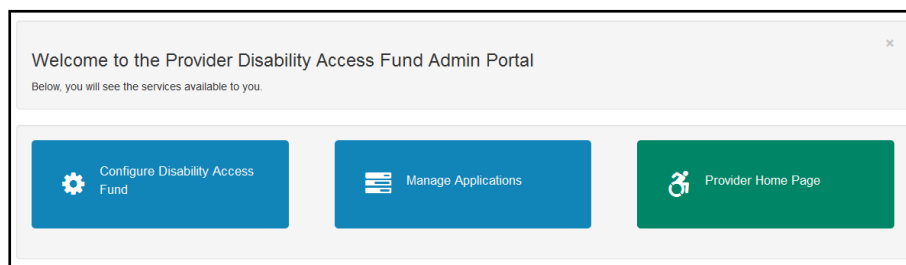 Welcome to the Provider Disability Access Fund Admin Portal
×
Below, you will see the services available to you.
Configure Disability Access
Fund
Manage Applications
Provider Home Page